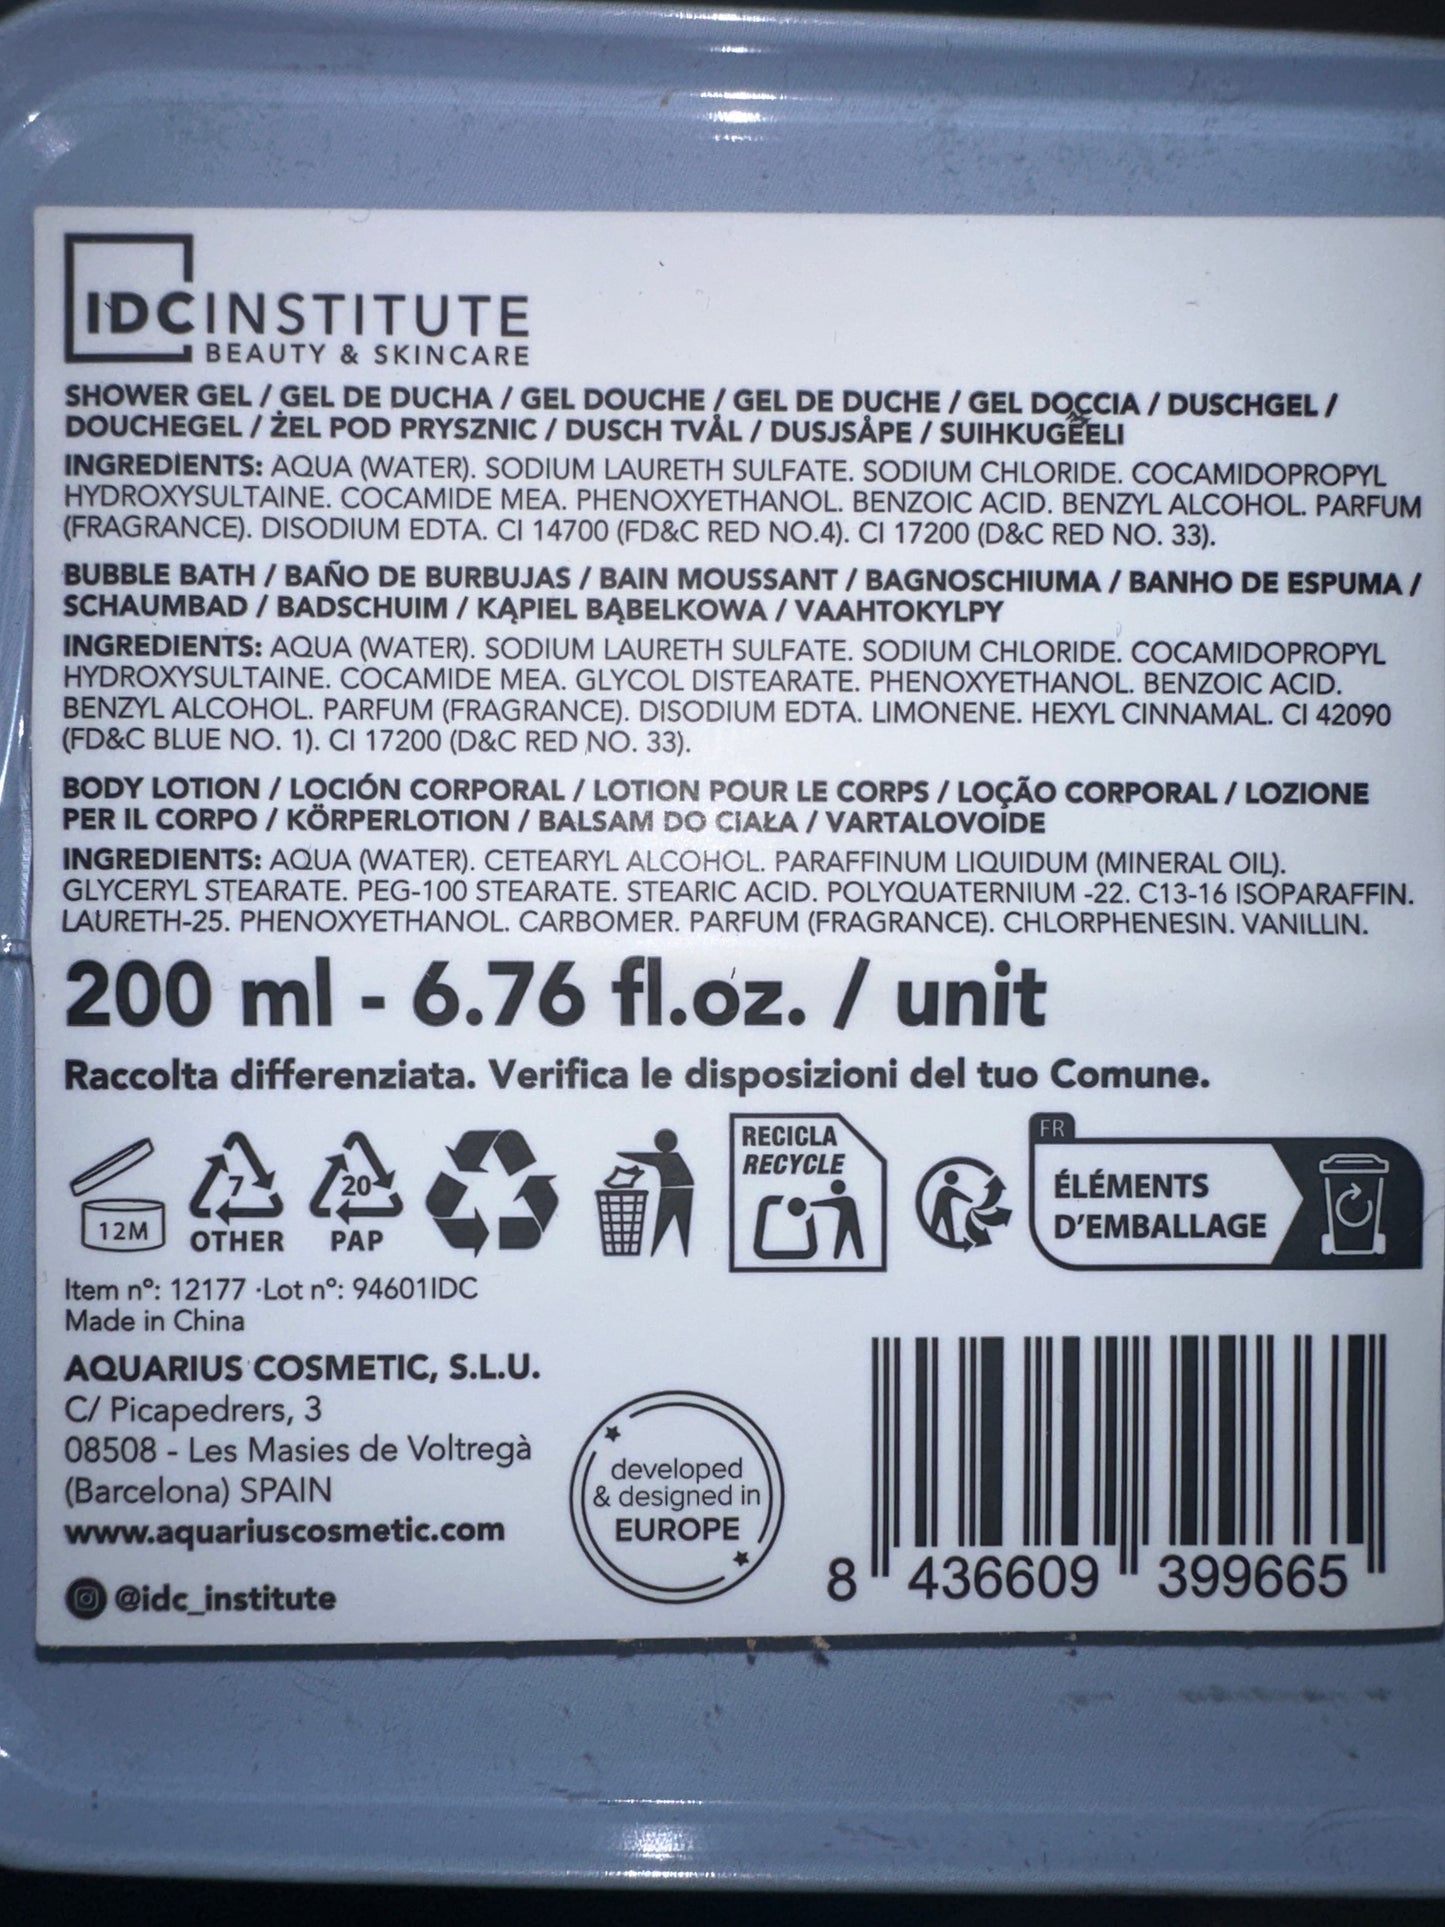 IDC INSTITUTE
BEAUTY & SKINCARE
SHOWER GEL / GEL DE DUCHA / GEL DOUCHE / GEL DE DUCHE / GEL DOCCIA / DUSCHGEL /
DOUCHEGEL / ŻEL POD PRYSZNIC / DUSCH TVÅL / DUSJSÅPE / SUIHKUGEELI
INGREDIENTS: AQUA (WATER). SODIUM LAURETH SULFATE. SODIUM CHLORIDE. COCAMIDOPROPYL
HYDROXYSULTAINE. COCAMIDE MEA. PHENOXYETHANOL. BENZOIC ACID. BENZYL ALCOHOL. PARFUM
(FRAGRANCE). DISODIUM EDTA. CI 14700 (FD&C RED NO.4). CI 17200 (D&C RED NO. 33).
BUBBLE BATH / BAÑO DE BURBUJAS / BAIN MOUSSANT / BAGNOSCHIUMA / BANHO DE ESPUMA /
SCHAUMBAD / BADSCHUIM / KĄPIEL BĄBELKOWA / VAAHTOKYLPY
INGREDIENTS: AQUA (WATER). SODIUM LAURETH SULFATE. SODIUM CHLORIDE. COCAMIDOPROPYL
HYDROXYSULTAINE. COCAMIDE MEA. GLYCOL DISTEARATE. PHENOXYETHANOL. BENZOIC ACID.
BENZYL ALCOHOL. PARFUM (FRAGRANCE). DISODIUM EDTA. LIMONENE. HEXYL CINNAMAL. CI 42090
(FD&C BLUE NO. 1). CI 17200 (D&C RED NO. 33).
BODY LOTION / LOCIÓN CORPORAL / LOTION POUR LE CORPS / LOÇÃO CORPORAL / LOZIONE
PER IL CORPO / KÖRPERLOTION / BALSAM DO CIAŁA / VARTALOVOIDE
INGREDIENTS: AQUA (WATER). CETEARYL ALCOHOL. PARAFFINUM LIQUIDUM (MINERAL OIL).
GLYCERYL STEARATE. PEG-100 STEARATE. STEARIC ACID. POLYQUATERNIUM -22. C13-16 ISOPARAFFIN.
LAURETH-25. PHENOXYETHANOL. CARBOMER. PARFUM (FRAGRANCE). CHLORPHENESIN. VANILLIN.
200 ml - 6.76 fl.oz. / unit
Raccolta differenziata. Verifica le disposizioni del tuo Comune.
12M
7
OTHER
20
PAP
RECICLA
RECYCLE
FR
ÉLÉMENTS
D'EMBALLAGE
Item nº: 12177 ·Lot nº: 94601IDC
Made in China
AQUARIUS COSMETIC, S.L.U.
C/ Picapedrers, 3
08508 - Les Masies de Voltregà
(Barcelona) SPAIN
www.aquariuscosmetic.com
@idc_institute
developed
& designed in
EUROPE
8 436609 399665